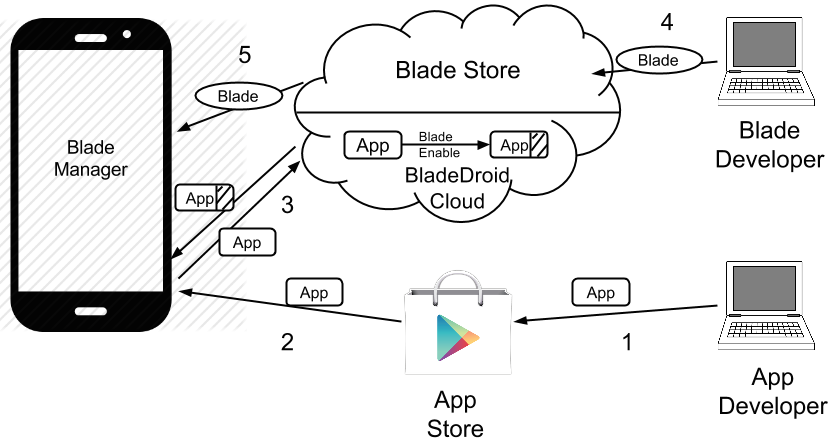 4
5
Blade Store
Blade
Blade
Blade
Manager
App
Blade
Enable
App
Blade
Developer
BladeDroid
Cloud
App
3
App
App
App
2
1
App
Store
App
Developer